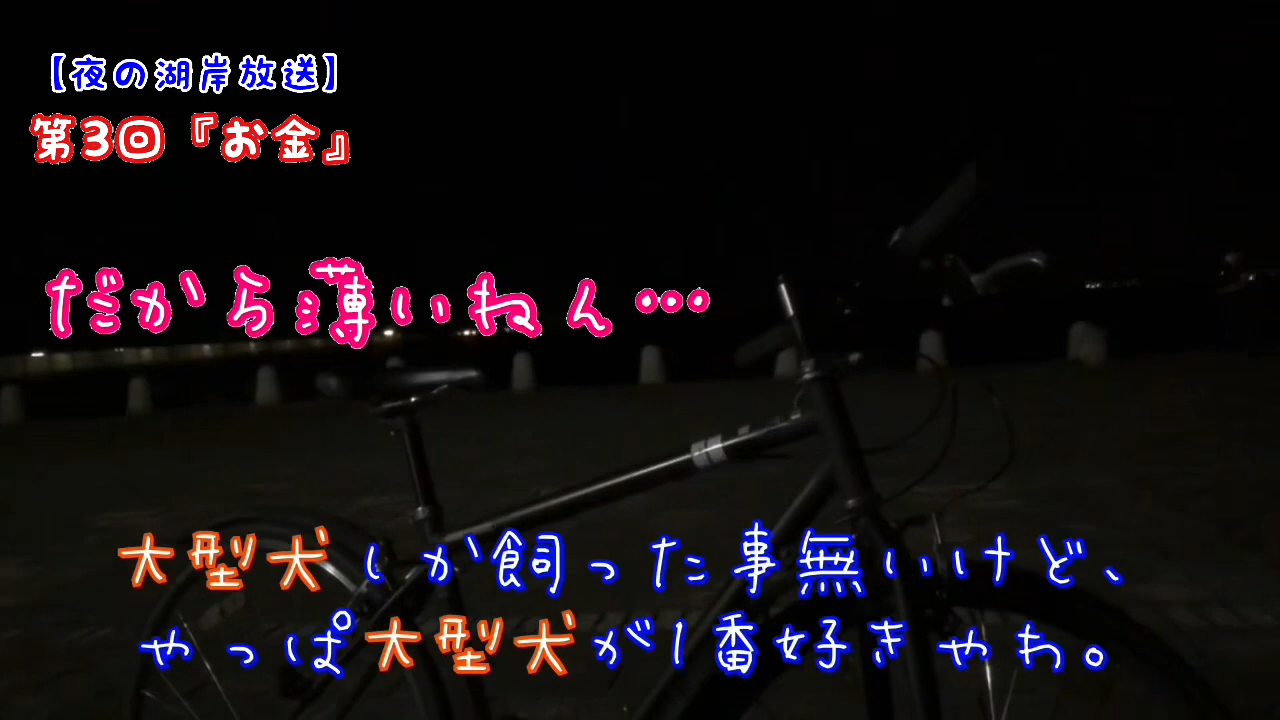 【夜の湖岸放送】
第3回『お金』
だから薄いねん…
大型犬しか飼った事無いけど、
やっぱ大型犬が1番好きやわ。